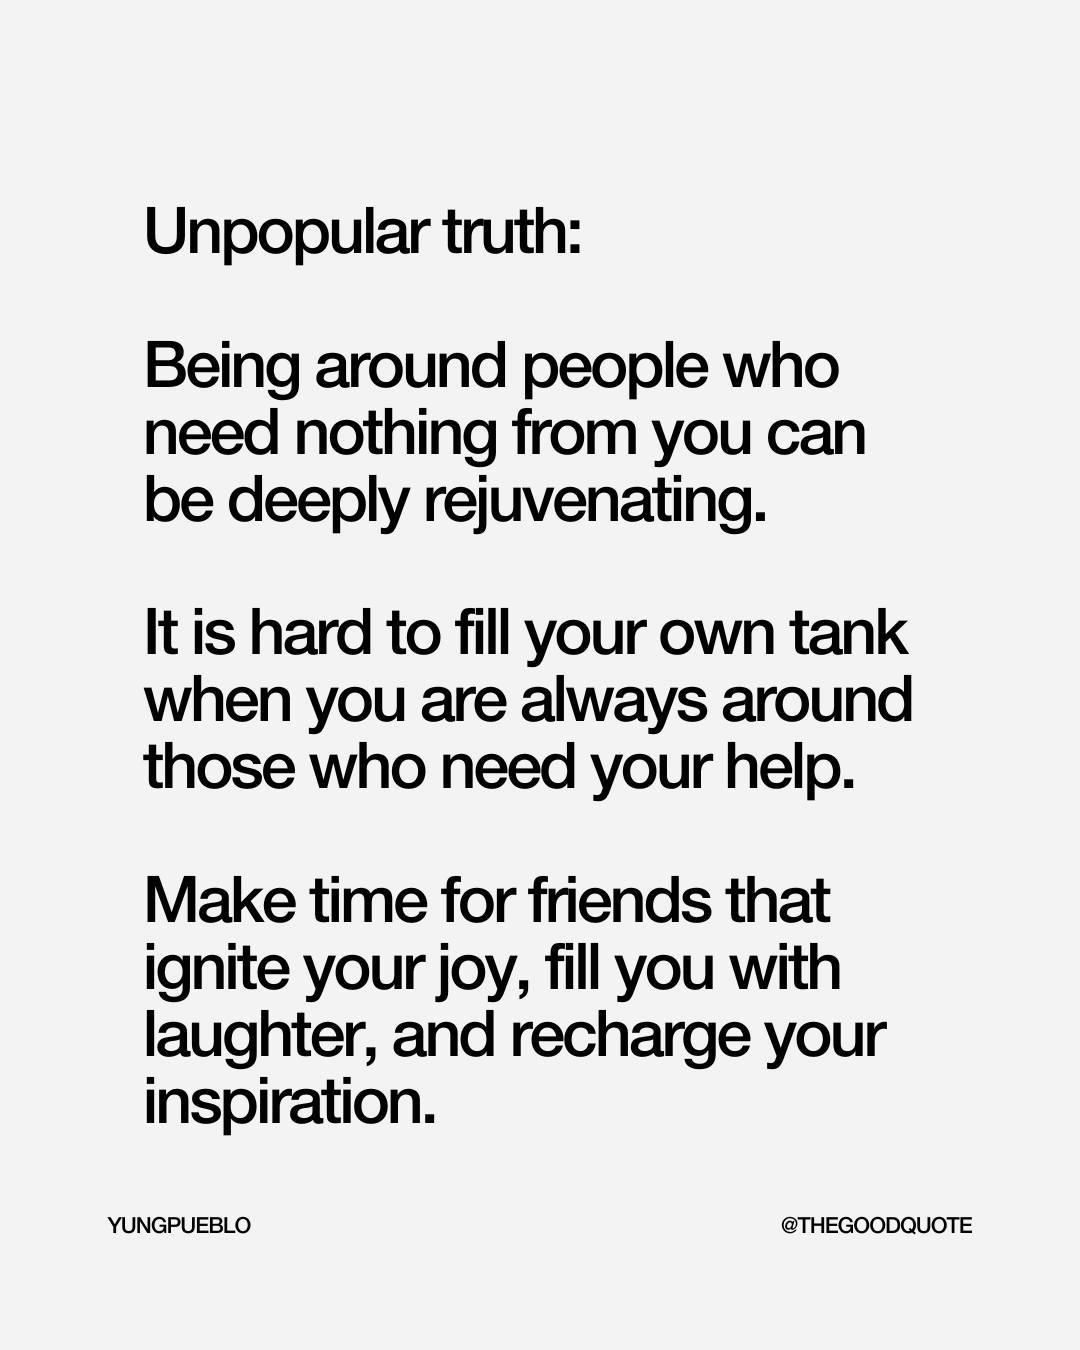 Unpopular truth:
Being around people who
need nothing from you can
be deeply rejuvenating.
It is hard to fill your own tank
when you are always around
those who need your help.
Make time for friends that
ignite your joy, fill you with
laughter, and recharge your
inspiration.
YUNGPUEBLO
@THEGOODQUOTE